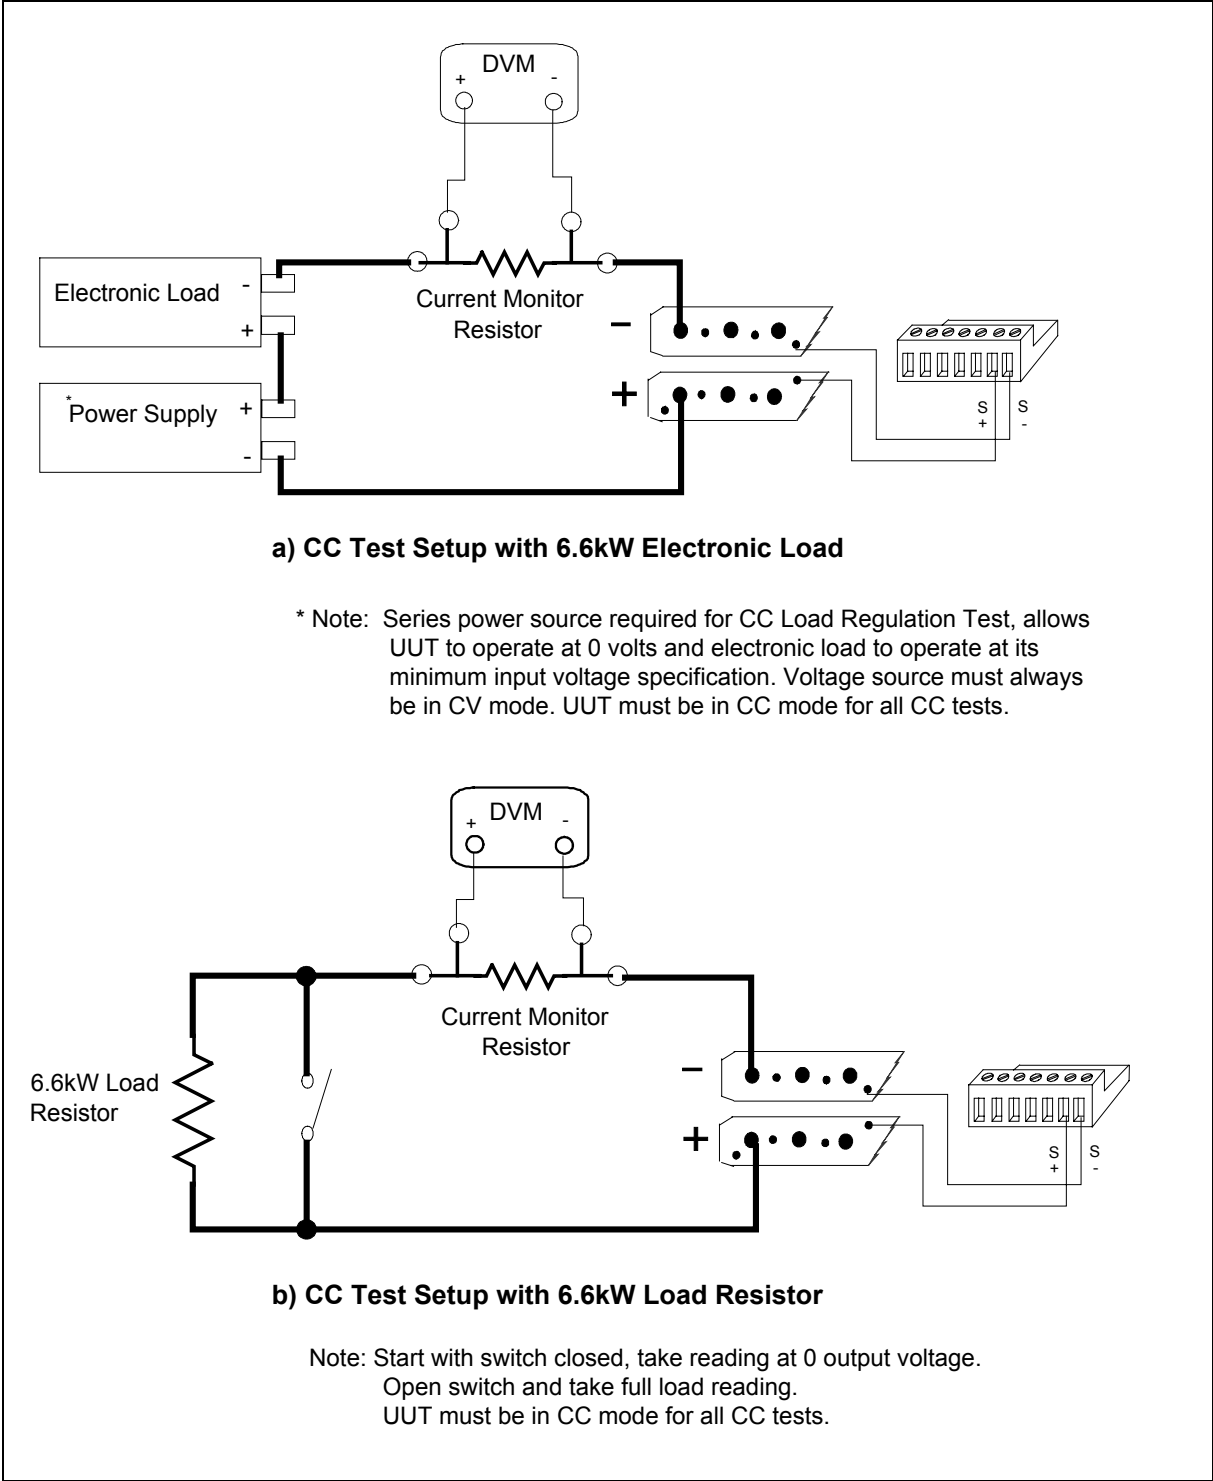 DVM
+ -
Electronic Load
-
+
Current Monitor
Resistor
−
+
* Power Supply
+
-
S S
+ -
a) CC Test Setup with 6.6kW Electronic Load
* Note: Series power source required for CC Load Regulation Test, allows
UUT to operate at 0 volts and electronic load to operate at its
minimum input voltage specification. Voltage source must always
be in CV mode. UUT must be in CC mode for all CC tests.
DVM
+ -
Current Monitor
Resistor
6.6kW Load
Resistor
−
+
S S
+ -
b) CC Test Setup with 6.6kW Load Resistor
Note: Start with switch closed, take reading at 0 output voltage.
Open switch and take full load reading.
UUT must be in CC mode for all CC tests.